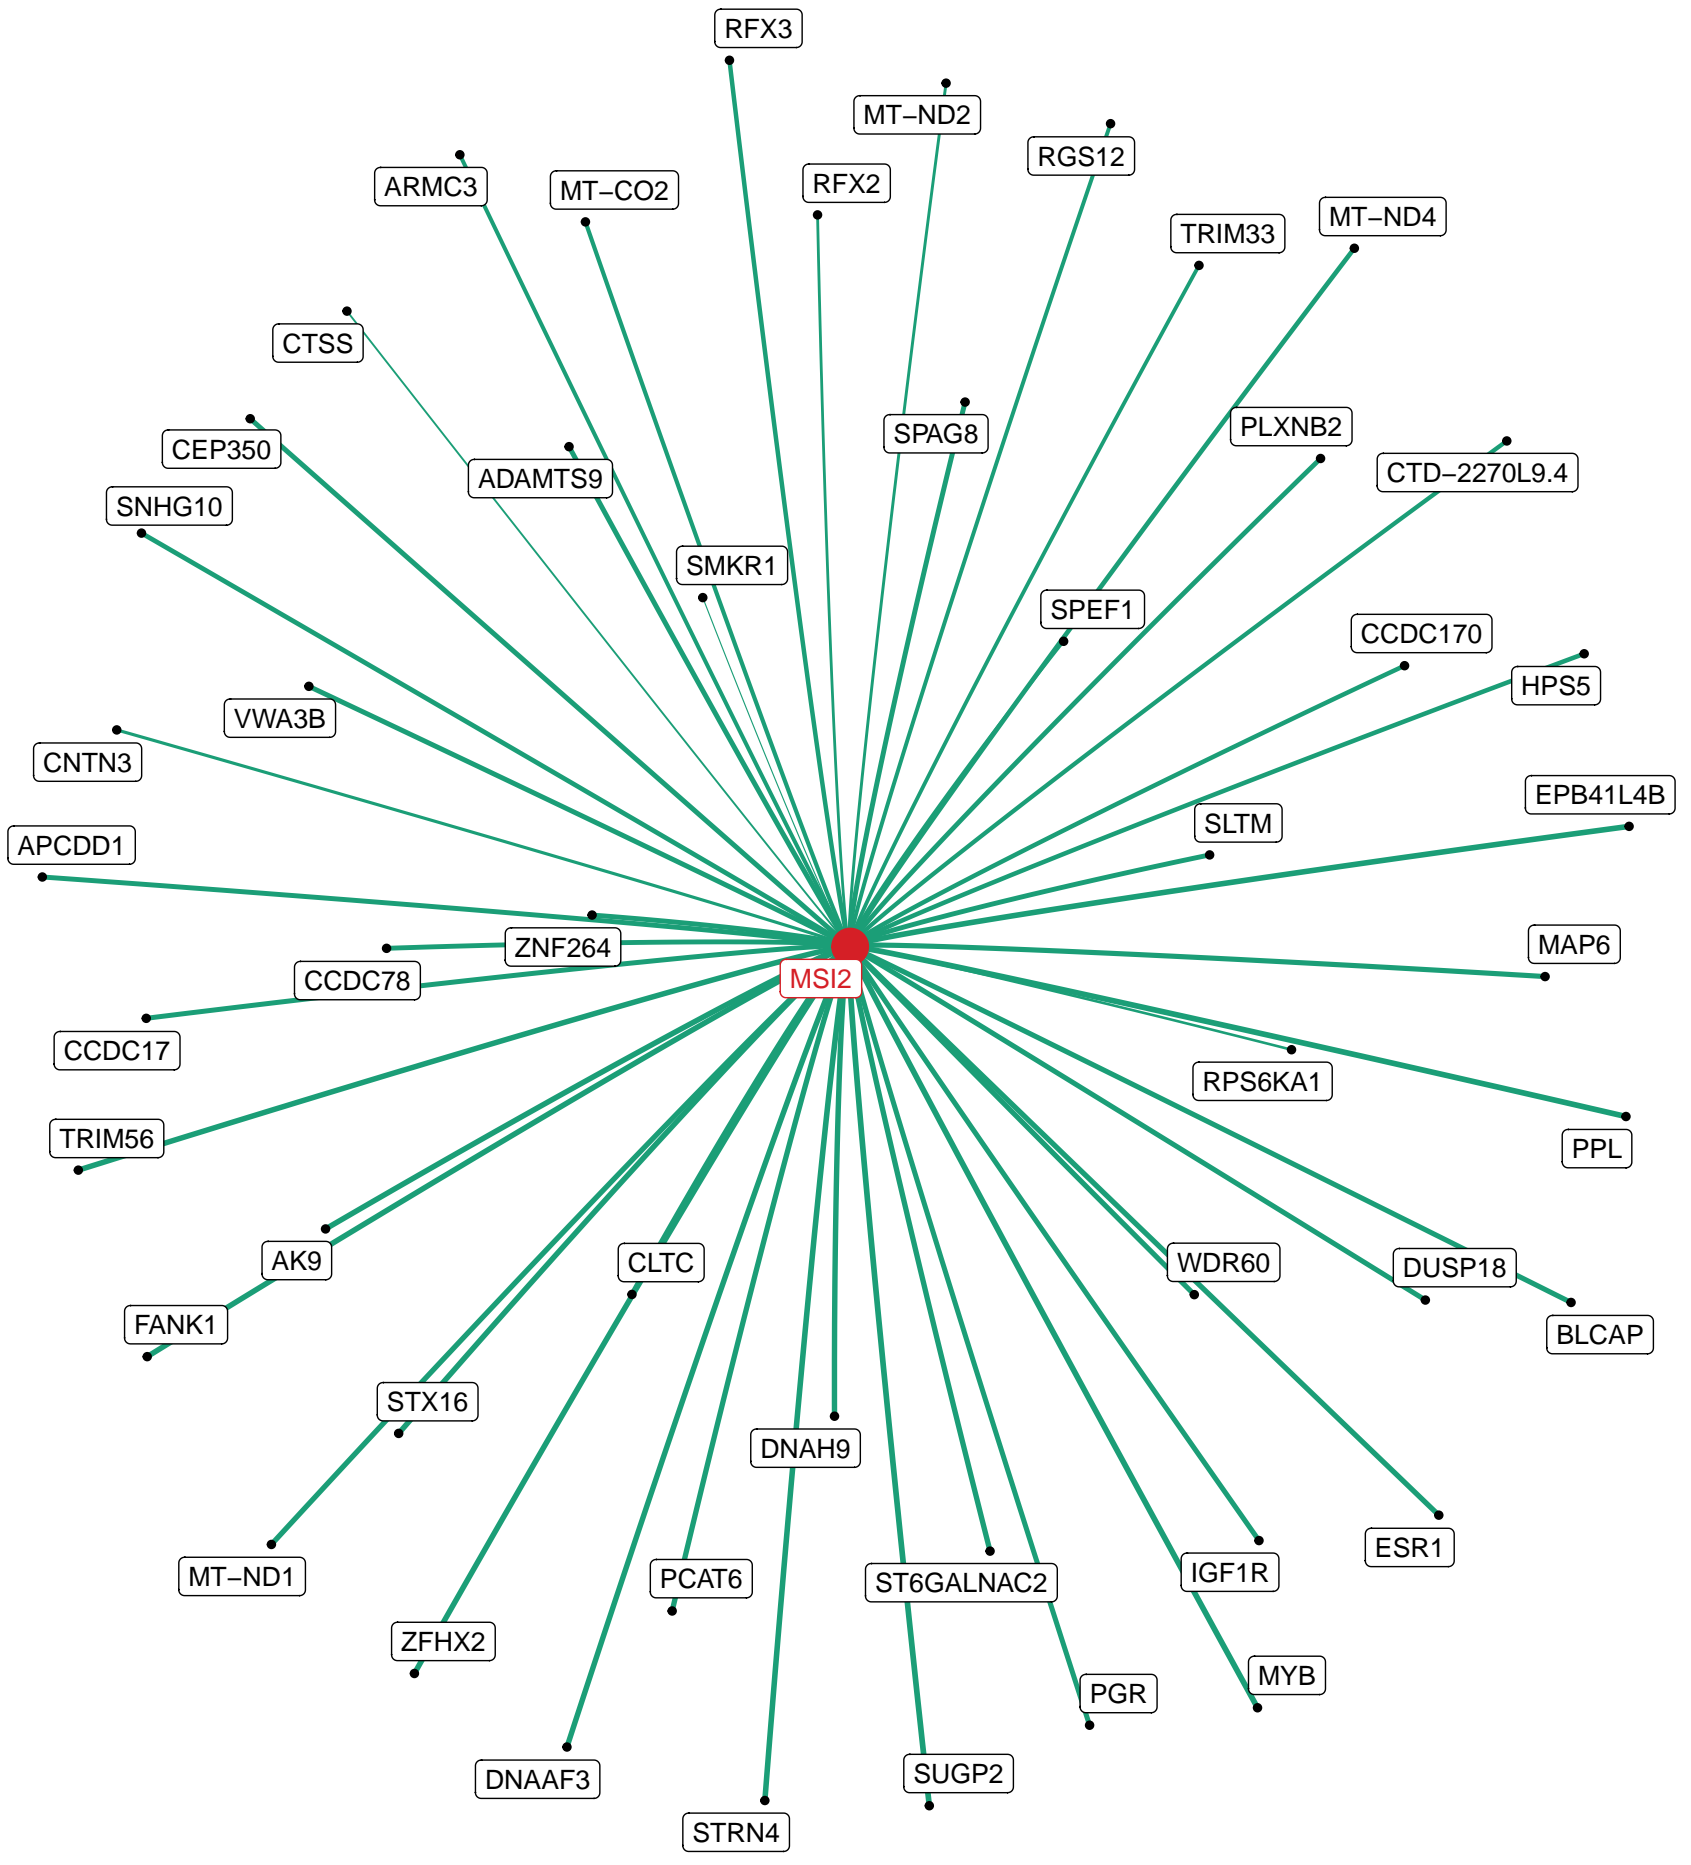 RFX3
MT−ND2
RGS12
ARMC3
MT−CO2
RFX2
MT−ND4
TRIM33
CTSS
PLXNB2
SPAG8
CEP350
CTD−2270L9.4
ADAMTS9
SNHG10
SMKR1
SPEF1
CCDC170
HPS5
VWA3B
CNTN3
EPB41L4B
SLTM
APCDD1
MAP6
ZNF264
MSI2
CCDC78
CCDC17
RPS6KA1
TRIM56
PPL
AK9
CLTC
WDR60
DUSP18
FANK1
BLCAP
STX16
DNAH9
ESR1
IGF1R
MT−ND1
PCAT6
ST6GALNAC2
ZFHX2
MYB
PGR
SUGP2
DNAAF3
STRN4